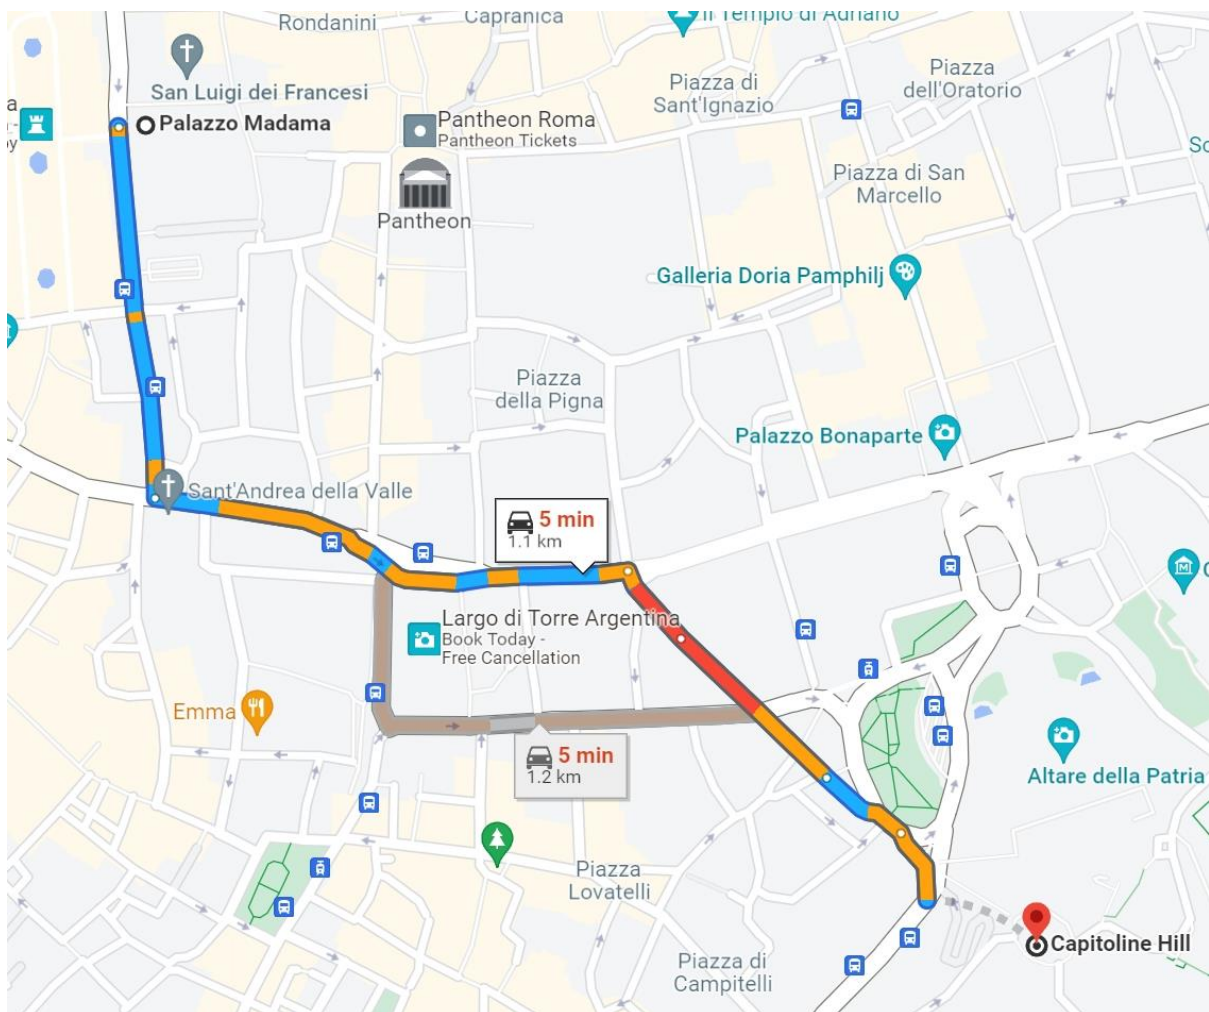 Rondanini
Capranica
Il Tempio di Adriano
San Luigi dei Francesi
Piazza di
Sant'Ignazio
Piazza
dell'Oratorio
Palazzo Madama
Pantheon Roma
Pantheon Tickets
Pantheon
Piazza di San
Marcello
Galleria Doria Pamphilj
Piazza
della Pigna
Palazzo Bonaparte
Sant'Andrea della Valle
5 min
1.1 km
Largo di Torre Argentina
Book Today -
Free Cancellation
Emma
5 min
1.2 km
Altare della Patria
Piazza
Lovatelli
Capitoline Hill
Piazza di
Campitelli